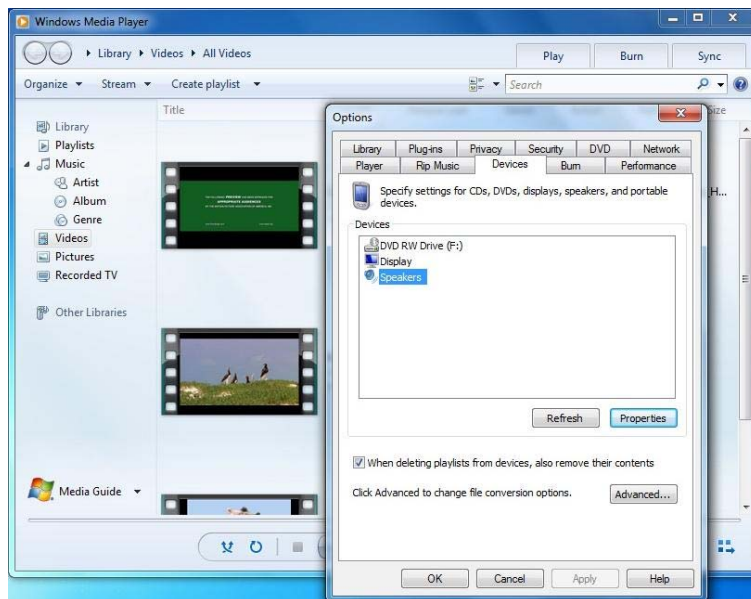 Windows Media Player
Library Videos All Videos
Play Burn Sync
Organize Stream Create playlist
Search
Title
Size
Library
Playlists
Music
Artist
Album
Genre
Videos
Pictures
Recorded TV
Other Libraries
Media Guide
APPROPRIATE AUDIENCES
H...
Options
Library Plug-ins Privacy Security DVD Network
Player Rip Music Devices Burn Performance
Specify settings for CDs, DVDs, displays, speakers, and portable
devices.
Devices
DVD RW Drive (F:)
Display
Speakers
Refresh Properties
When deleting playlists from devices, also remove their contents
Click Advanced to change file conversion options. Advanced...
OK Cancel Apply Help